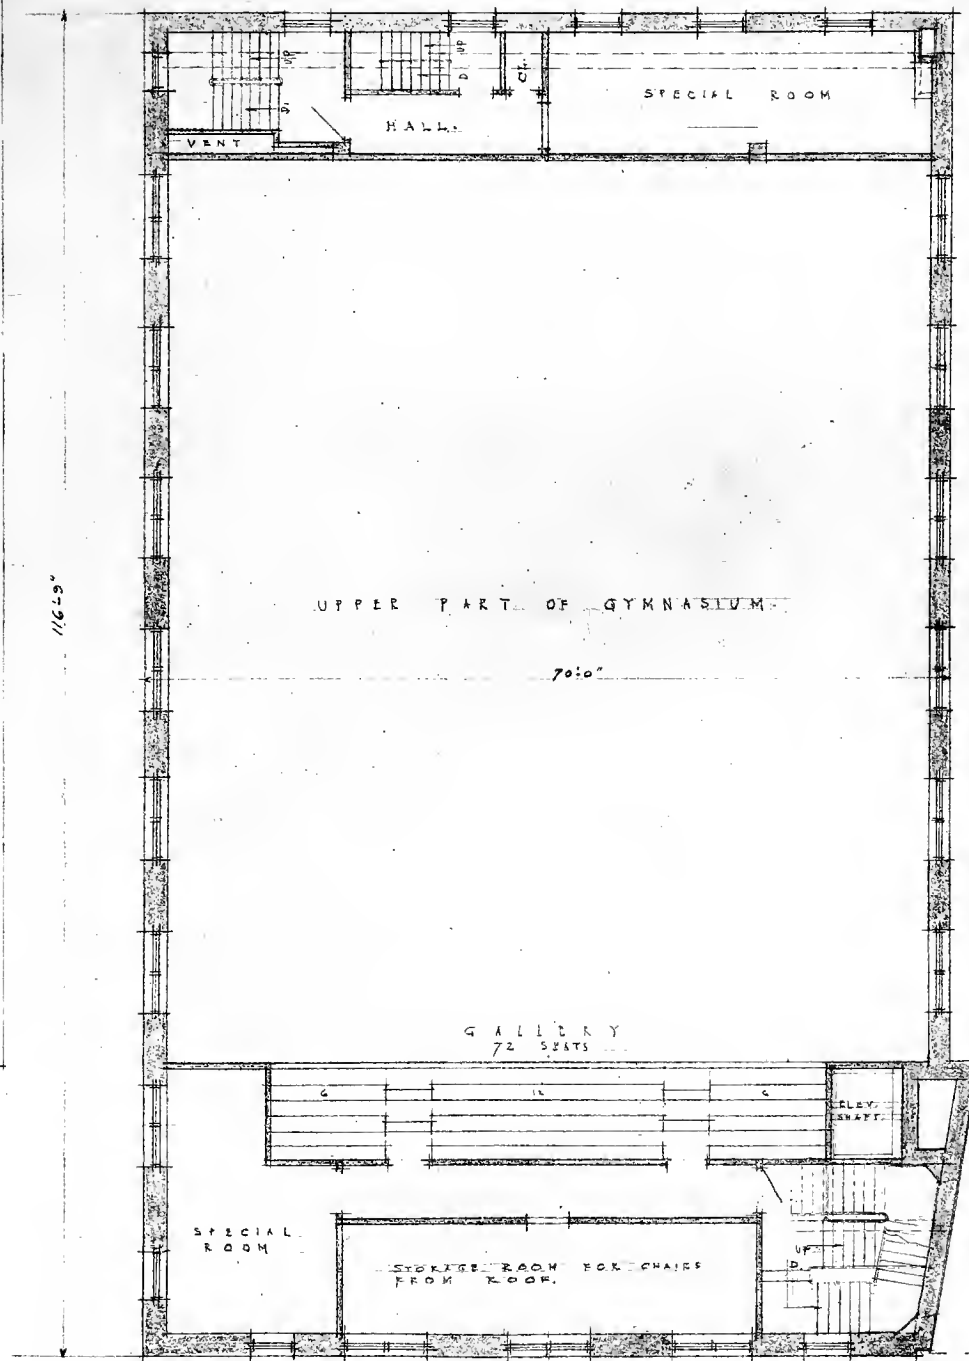 UP
UP
D.
D.
CL.
SPECIAL ROOM
HALL.
VENT
116'-9"
UPPER PART OF GYMNASIUM
70'-0"
GALLERY
72 SEATS
6
12
6
ELEV.
SHAFT.
SPECIAL
ROOM
UP
D.
STORAGE ROOM FOR CHAIRS
FROM ROOF.